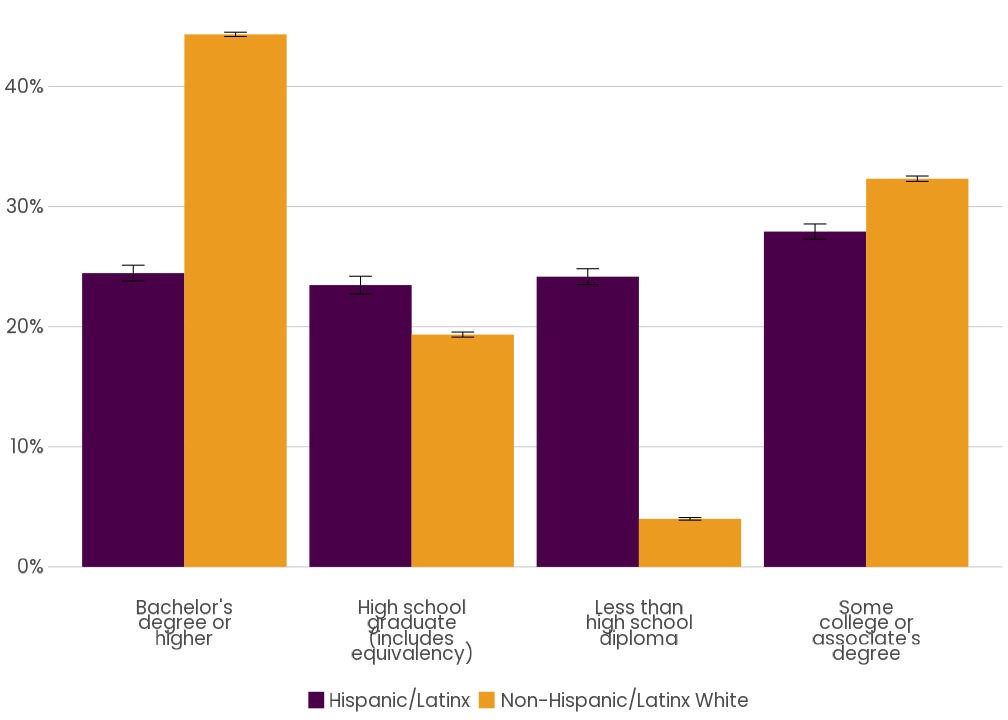 40%
30%
20%
10%
0%
Bachelor's
degree or
higher
High school
graduate
(includes
equivalency)
Less than
high school
diploma
Some
college or
associate's
degree
Hispanic/Latinx
Non-Hispanic/Latinx White